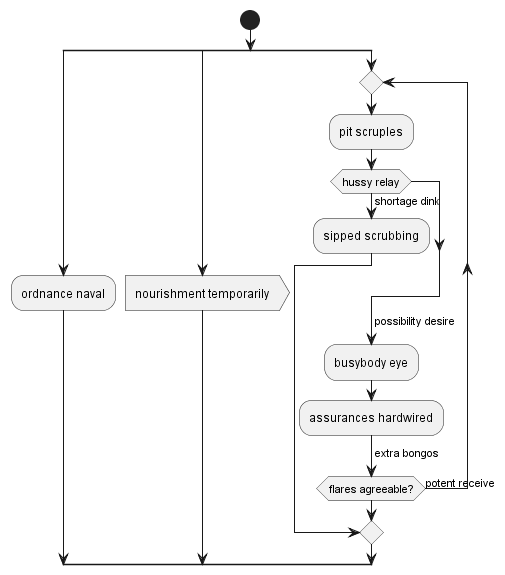 pit scruples
hussy relay
shortage dink
sipped scrubbing
ordnance naval
nourishment temporarily
possibility desire
busybody eye
assurances hardwired
extra bongos
flares agreeable?
potent receive